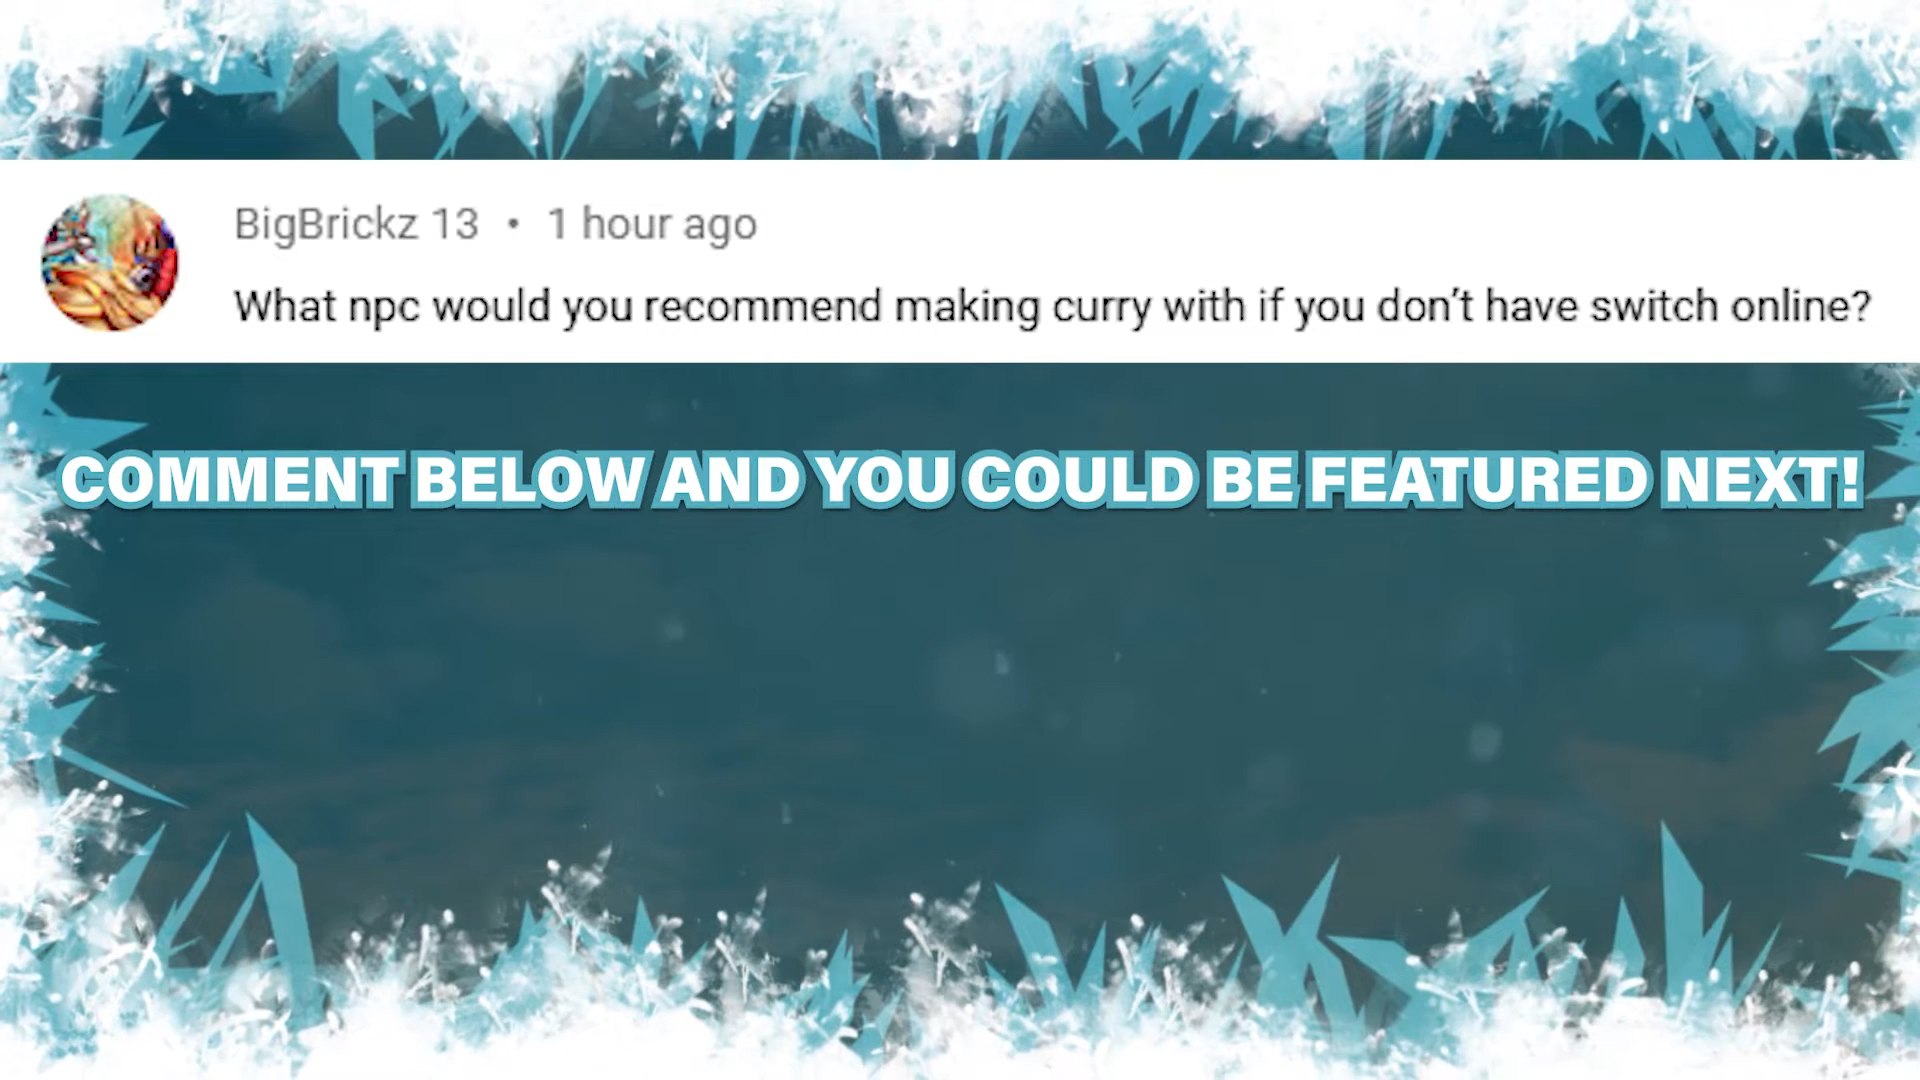 BigBrickz 13 • 1 hour ago
What npc would you recommend making curry with if you don’t have switch online?
COMMENT BELOW AND YOU COULD BE FEATURED NEXT!